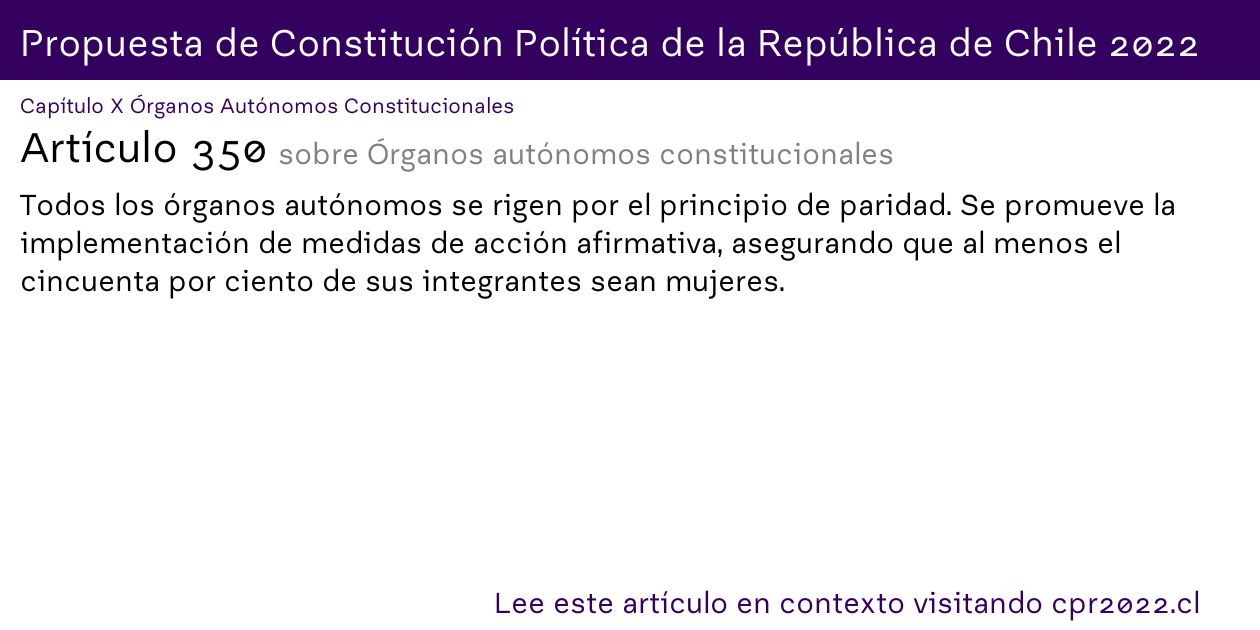 Propuesta de Constitución Política de la República de Chile 2022
Capítulo X Órganos Autónomos Constitucionales
Artículo 350 sobre Órganos autónomos constitucionales
Todos los órganos autónomos se rigen por el principio de paridad. Se promueve la
implementación de medidas de acción afirmativa, asegurando que al menos el
cincuenta por ciento de sus integrantes sean mujeres.
Lee este artículo en contexto visitando cpr2022.cl